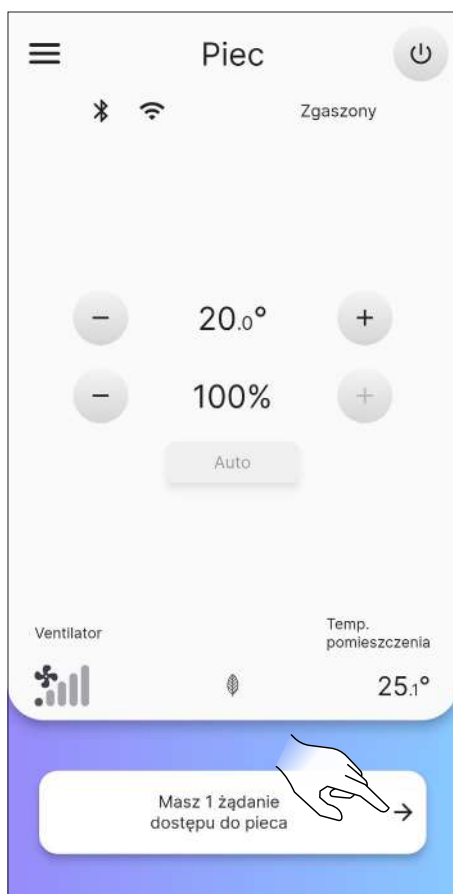 Piec
Zgaszony
20.0°
100%
Auto
Ventilator
Temp.
pomieszczenia
25.1°
Masz 1 żądanie
dostępu do pieca